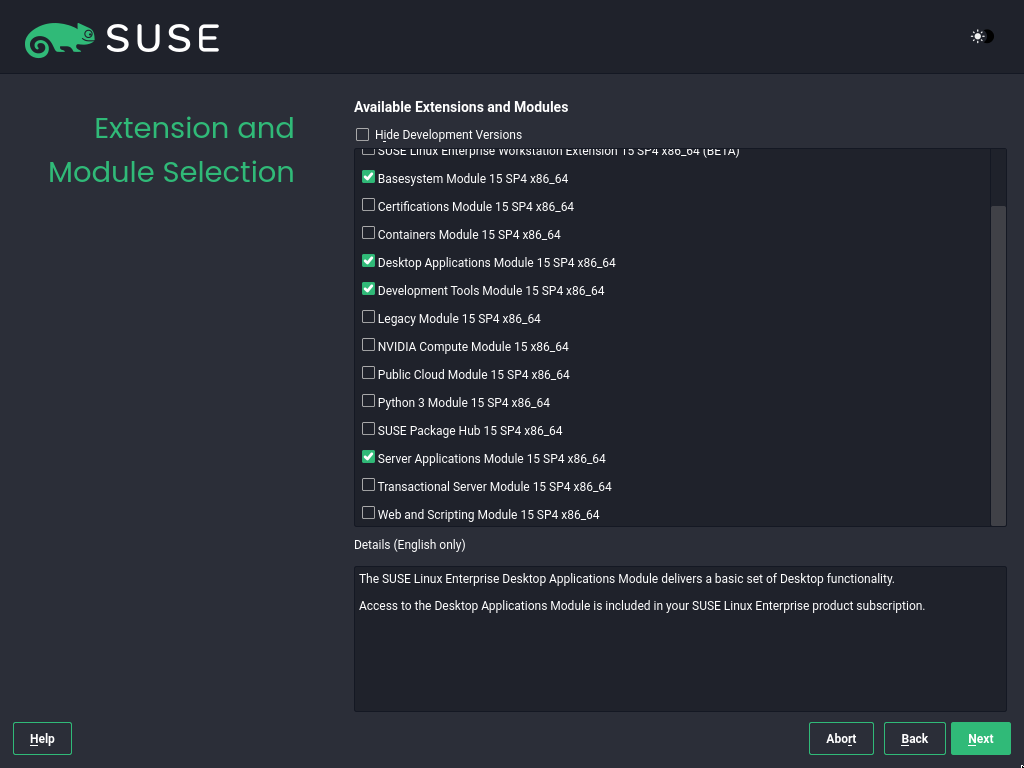 SUSE
Extension and
Module Selection
Available Extensions and Modules
Hide Development Versions
SUSE Linux Enterprise Workstation Extension 15 SP4 x86_64 (BETA)
Basesystem Module 15 SP4 x86_64
Certifications Module 15 SP4 x86_64
Containers Module 15 SP4 x86_64
Desktop Applications Module 15 SP4 x86_64
Development Tools Module 15 SP4 x86_64
Legacy Module 15 SP4 x86_64
NVIDIA Compute Module 15 x86_64
Public Cloud Module 15 SP4 x86_64
Python 3 Module 15 SP4 x86_64
SUSE Package Hub 15 SP4 x86_64
Server Applications Module 15 SP4 x86_64
Transactional Server Module 15 SP4 x86_64
Web and Scripting Module 15 SP4 x86_64
Details (English only)
The SUSE Linux Enterprise Desktop Applications Module delivers a basic set of Desktop functionality.
Access to the Desktop Applications Module is included in your SUSE Linux Enterprise product subscription.
Help
Abort
Back
Next